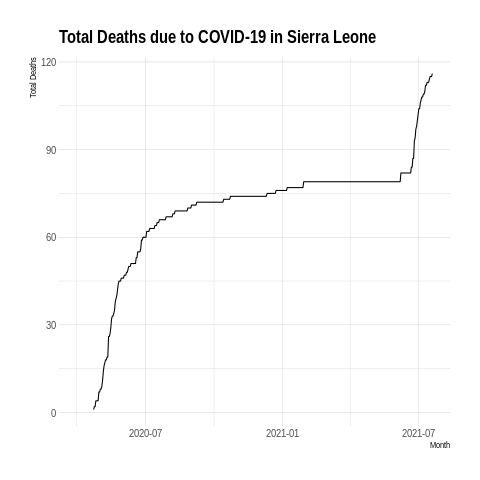 Total Deaths due to COVID-19 in Sierra Leone
Total Deaths
120
90
60
30
0
2020-07
2021-01
2021-07
Month